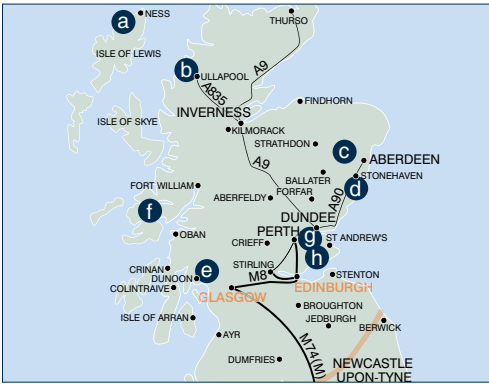 NESS
a
THURSO
ISLE OF LEWIS
b
ULLAPOOL
A9
A835
FINDHORN
INVERNESS
ISLE OF SKYE
KILMORACK
STRATHDON
c
ABERDEEN
A9
BALLATER
STONEHAVEN
d
FORT WILLIAM
ABERFELDY
FORFAR
A90
f
DUNDEE
PERTH
g
ST ANDREW'S
OBAN
CRIEFF
h
STIRLING
CRINAN
e
M8
STENTON
DUNOON
EDINBURGH
COLINTRAIVE
GLASGOW
BROUGHTON
ISLE OF ARRAN
JEDBURGH
BERWICK
AYR
M74(M)
DUMFRIES
NEWCASTLE
UPON-TYNE